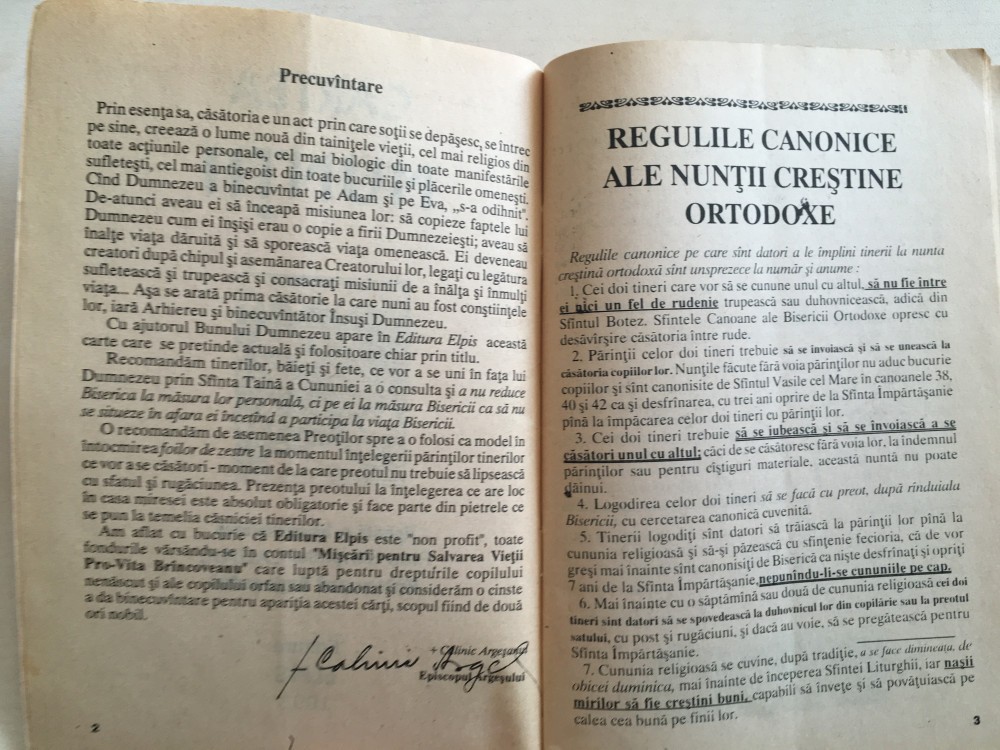 Precuvîntare
Prin esenţa sa, căsătoria e un act prin care soţii se depăşesc, se întrec
pe sine, creează o lume nouă din tainiţele vieţii, cel mai religios din
toate acţiunile personale, cel mai biologic din toate manifestările
sufleteşti, cel mai antiegoist din toate bucuriile şi plăcerile omeneşti.
Cînd Dumnezeu a binecuvîntat pe Adam şi pe Eva, „s-a odihnit".
De-atunci aveau ei să înceapă misiunea lor: să copieze faptele lui
Dumnezeu cum ei înşişi erau o copie a firii Dumnezeieşti; aveau să
înalţe viaţa dăruită şi să sporească viaţa omenească. Ei deveneau
creatori după chipul şi asemănarea Creatorului lor, legaţi cu legătura
sufletească şi trupească şi consacraţi misiunii de a înălţa şi înmulţi
viaţa... Aşa se arată prima căsătorie la care nuni au fost conştiinţele
lor, iară Arhiereu şi binecuvîntător Însuşi Dumnezeu.
Cu ajutorul Bunului Dumnezeu apare în Editura Elpis această
carte care se pretinde actuală şi folositoare chiar prin titlu.
Recomandăm tinerilor, băieţi şi fete, ce vor a se uni în faţa lui
Dumnezeu prin Sfînta Taină a Cununiei a o consulta şi a nu reduce
Biserica la măsura lor personală, ci pe ei la măsura Bisericii ca să nu
se situeze în afara ei încetînd a participa la viaţa Bisericii.
O recomandăm de asemenea Preoţilor spre a o folosi ca model în
întocmirea foilor de zestre la momentul înţelegerii părinţilor tinerilor
ce vor a se căsători - moment de la care preotul nu trebuie să lipsească
cu sfatul şi rugăciunea. Prezenţa preotului la înţelegerea ce are loc
în casa miresei este absolut obligatorie şi face parte din pietrele ce
se pun la temelia căsniciei tinerilor.
Am aflat cu bucurie că Editura Elpis este "non profit", toate
fondurile vărsîndu-se în contul "Mişcării pentru Salvarea Vieţii
Pro-Vita Brîncoveanu" care luptă pentru drepturile copilului
nenăscut şi ale copilului orfan sau abandonat şi considerăm o cinste
a da binecuvîntare pentru apariţia acestei cărţi, scopul fiind de două
ori nobil.
+ Calinic Argeşanul
Episcopul Argeşului
2
REGULILE CANONICE
ALE NUNŢII CREŞTINE
ORTODOXE
Regulile canonice pe care sînt datori a le împlini tinerii la nunta
creştină ortodoxă sînt unsprezece la număr şi anume :
1. Cei doi tineri care vor să se cunune unul cu altul, să nu fie între
ei nici un fel de rudenie trupească sau duhovnicească, adică din
Sfîntul Botez. Sfintele Canoane ale Bisericii Ortodoxe opresc cu
desăvîrşire căsătoria între rude.
2. Părinţii celor doi tineri trebuie să se învoiască şi să se unească la
căsătoria copiilor lor. Nunţile făcute fără voia părinţilor nu aduc bucurie
copiilor şi sînt canonisite de Sfîntul Vasile cel Mare în canoanele 38,
40 şi 42 ca şi desfrînarea, cu trei ani oprire de la Sfînta Împărtăşanie
pînă la împăcarea celor doi tineri cu părinţii lor.
3. Cei doi tineri trebuie să se iubească şi să se învoiască a se
căsători unul cu altul; căci de se căsătoresc fără voia lor, la îndemnul
părinţilor sau pentru cîştiguri materiale, această nuntă nu poate
dăinui.
4. Logodirea celor doi tineri să se facă cu preot, după rînduiala
Bisericii, cu cercetarea canonică cuvenită.
5. Tinerii logodiţi sînt datori să trăiască la părinţii lor pînă la
cununia religioasă şi să-şi păzească cu sfinţenie fecioria, că de vor
greşi mai înainte sînt canonisiţi de Biserică ca nişte desfrînaţi şi opriţi
7 ani de la Sfînta Împărtăşanie, nepunîndu-li-se cununiile pe cap.
6. Mai înainte cu o săptămînă sau două de cununia religioasă cei doi
tineri sînt datori să se spovedească la duhovnicul lor din copilărie sau la preotul
satului, cu post şi rugăciuni, şi dacă au voie, să se pregătească pentru
Sfînta Împărtăşanie.
7. Cununia religioasă se cuvine, după tradiţie, a se face dimineaţa, de
obicei duminica, mai înainte de începerea Sfintei Liturghii, iar naşii
mirilor să fie creştini buni, capabili să înveţe şi să povăţuiască pe
calea cea bună pe finii lor.
3